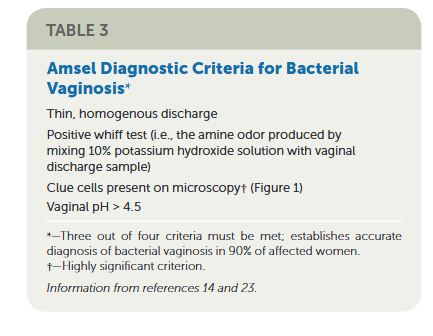 TABLE 3
Amsel Diagnostic Criteria for Bacterial
Vaginosis*
Thin, homogenous discharge
Positive whiff test (i.e., the amine odor produced by
mixing 10% potassium hydroxide solution with vaginal
discharge sample)
Clue cells present on microscopy† (Figure 1)
Vaginal pH > 4.5
*—Three out of four criteria must be met; establishes accurate
diagnosis of bacterial vaginosis in 90% of affected women.
†—Highly significant criterion.
Information from references 14 and 23.